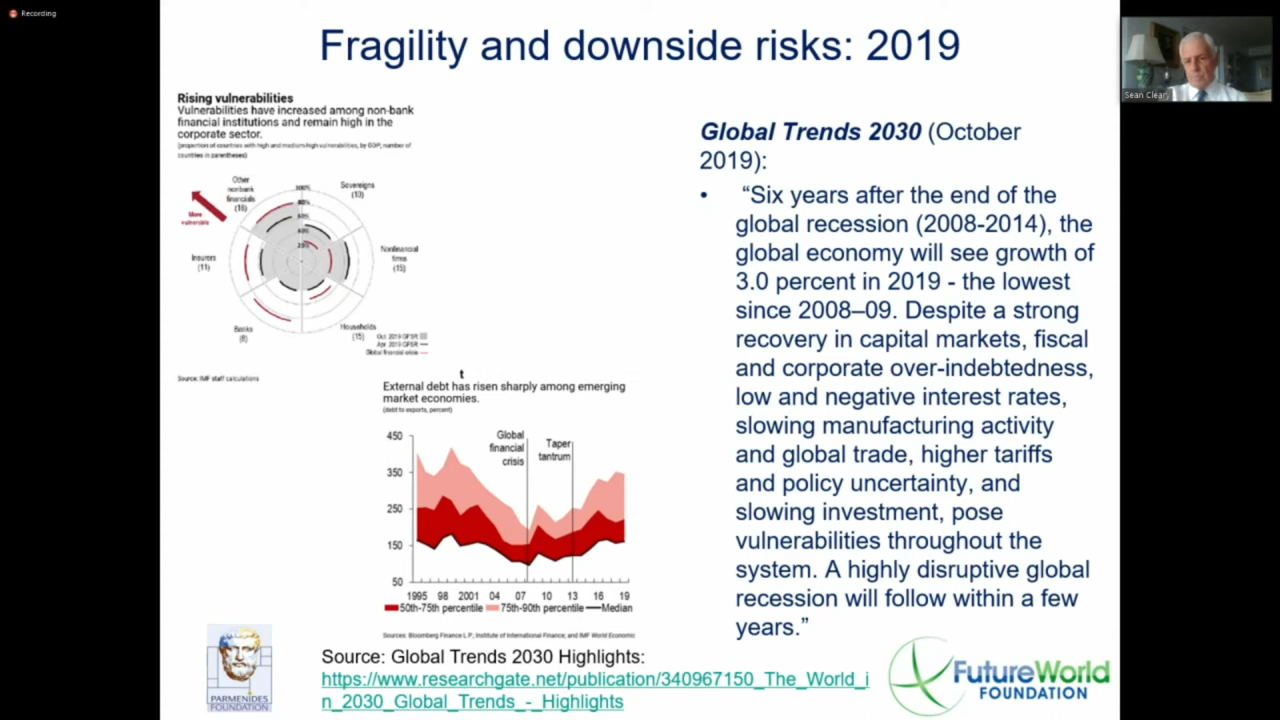 Recording
Fragility and downside risks: 2019
Sean Cleary
Rising vulnerabilities
Vulnerabilities have increased among non-bank
financial institutions and remain high in the
corporate sector.
(proportion of countries with high and medium-high vulnerabilities, by GDP, number of
countries in parentheses)
Other
nonbank
financials
(16)
Sovereigns
(13)
More
vulnerable
100%
80%
60%
40%
20%
Insurers
(11)
Nonfinancial
firms
(15)
Banks
(8)
Households
(15)
Oct. 2019 GFSR
Apr. 2019 GFSR
Global financial crisis
Source: IMF staff calculations
t
External debt has risen sharply among emerging
market economies.
(debt to exports, percent)
450
350
250
150
50
Global
financial
crisis
Taper
tantrum
1995 98 2001 04 07 10 13 16 19
50th-75th percentile 75th-90th percentile Median
Sources: Bloomberg Finance L.P.; Institute of International Finance; and IMF World Economic
Global Trends 2030 (October
2019):
• “Six years after the end of the
global recession (2008-2014), the
global economy will see growth of
3.0 percent in 2019 - the lowest
since 2008–09. Despite a strong
recovery in capital markets, fiscal
and corporate over-indebtedness,
low and negative interest rates,
slowing manufacturing activity
and global trade, higher tariffs
and policy uncertainty, and
slowing investment, pose
vulnerabilities throughout the
system. A highly disruptive global
recession will follow within a few
years.”
Source: Global Trends 2030 Highlights:
https://www.researchgate.net/publication/340967150_The_World_i
n_2030_Global_Trends_-_Highlights
PARMENIDES
FOUNDATION
FutureWorld
FOUNDATION